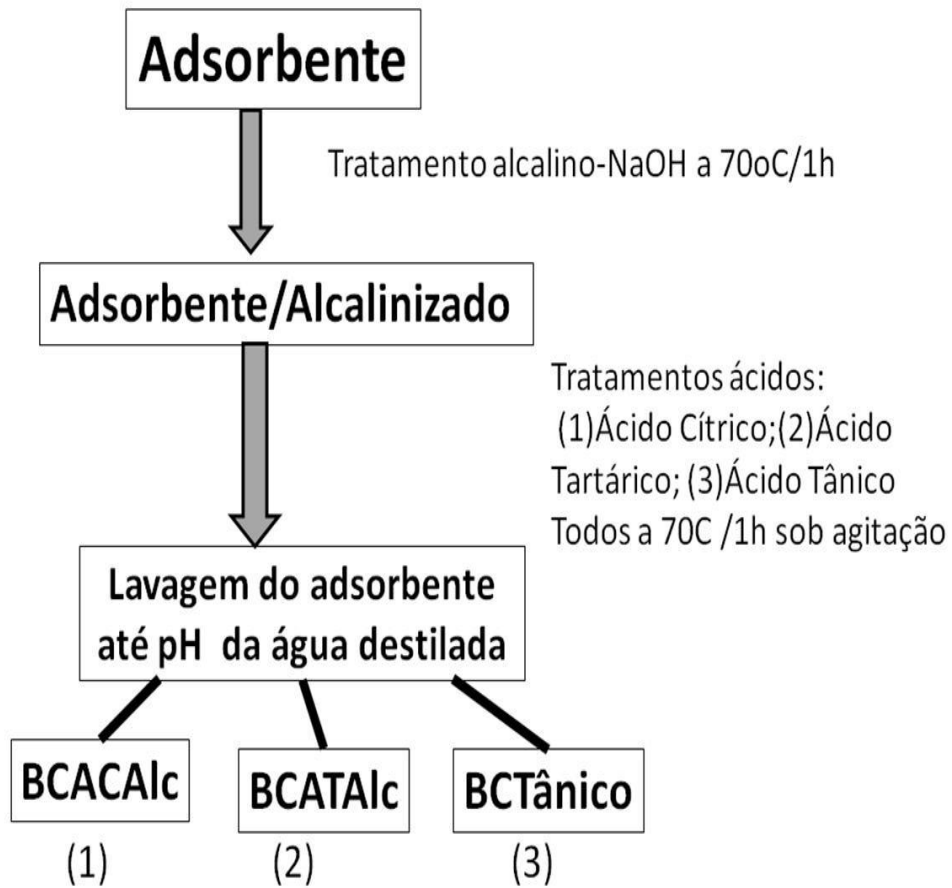 Adsorbente
Tratamento alcalino-NaOH a 70oC/1h
Adsorbente/Alcalinizado
Tratamentos ácidos:
(1)Ácido Cítrico;(2)Ácido
Tartárico; (3)Ácido Tânico
Todos a 70C /1h sob agitação
Lavagem do adsorbente
até pH da água destilada
BCACAlc
BCATAlc
BCTânico
(1)
(2)
(3)